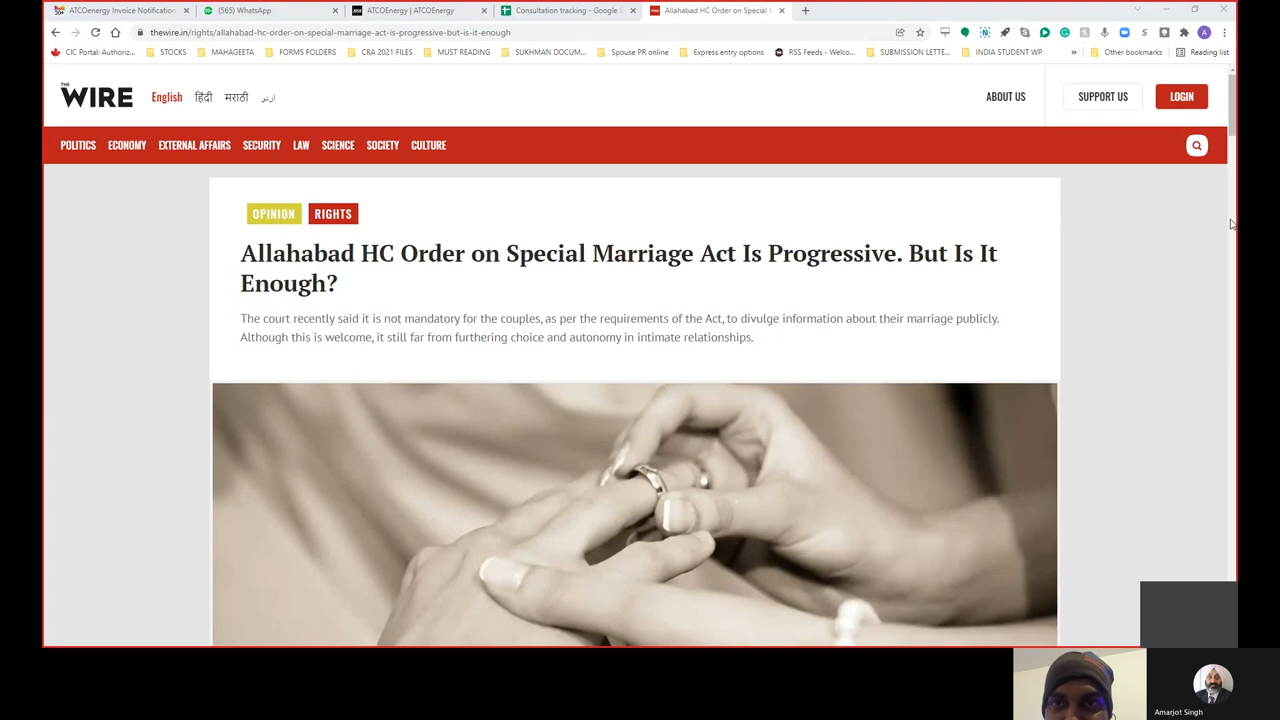 ATCOenergy Invoice Notification
(565) WhatsApp
ATCOEnergy | ATCOEnergy
Consultation tracking - Google S
Allahabad HC Order on Special M
thewire.in/rights/allahabad-hc-order-on-special-marriage-act-is-progressive-but-is-it-enough
CIC Portal: Authoriz...
STOCKS
MAHAGEETA
FORMS FOLDERS
CRA 2021 FILES
MUST READING
SUKHMAN DOCUM...
Spouse PR online
Express entry options
RSS Feeds - Welco...
SUBMISSION LETTE...
INDIA STUDENT WP
»
Other bookmarks
Reading list
THE
WIRE
English
हिंदी
मराठी
اردو
ABOUT US
SUPPORT US
LOGIN
POLITICS
ECONOMY
EXTERNAL AFFAIRS
SECURITY
LAW
SCIENCE
SOCIETY
CULTURE
OPINION
RIGHTS
Allahabad HC Order on Special Marriage Act Is Progressive. But Is It
Enough?
The court recently said it is not mandatory for the couples, as per the requirements of the Act, to divulge information about their marriage publicly.
Although this is welcome, it still far from furthering choice and autonomy in intimate relationships.
Amarjot Singh